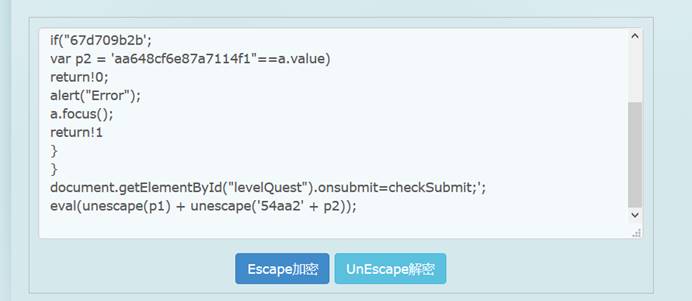 if("67d709b2b';
var p2 = 'aa648cf6e87a7114f1"==a.value)
return!0;
alert("Error");
a.focus();
return!1
}
}
document.getElementById("levelQuest").onsubmit=checkSubmit;';
eval(unescape(p1) + unescape('54aa2' + p2));
Escape加密 UnEscape解密